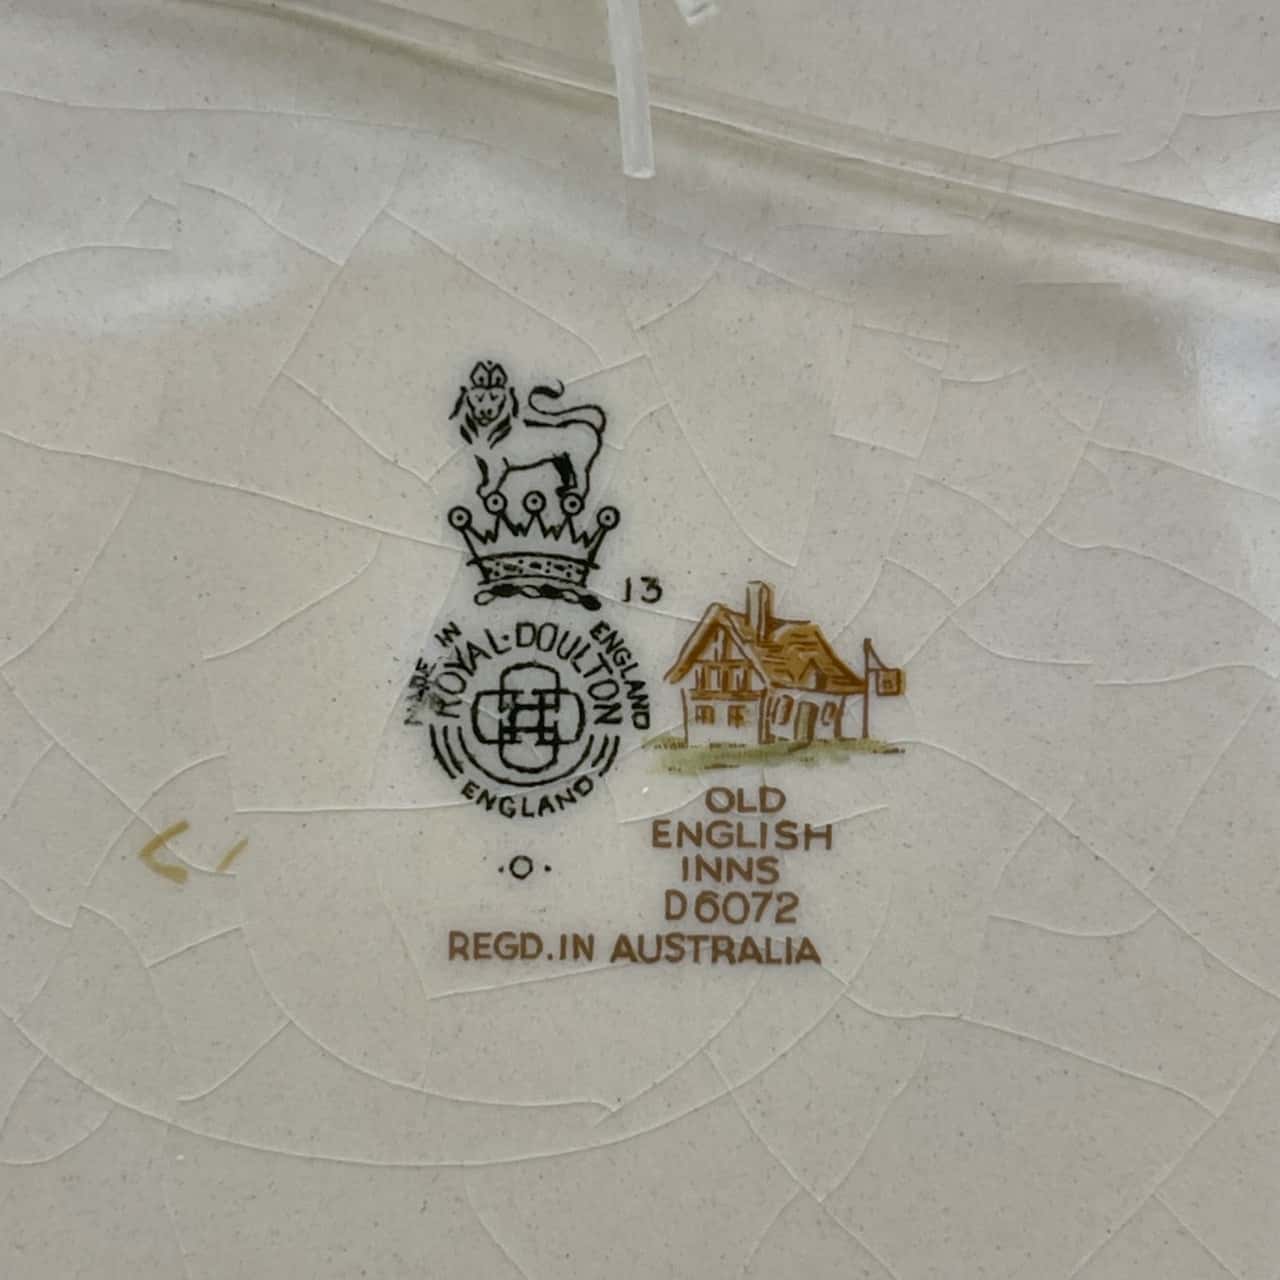 13
MADE IN ENGLAND
ROYAL·DOULTON
ENGLAND
·O·
OLD
ENGLISH
INNS
D6072
REGD.IN AUSTRALIA